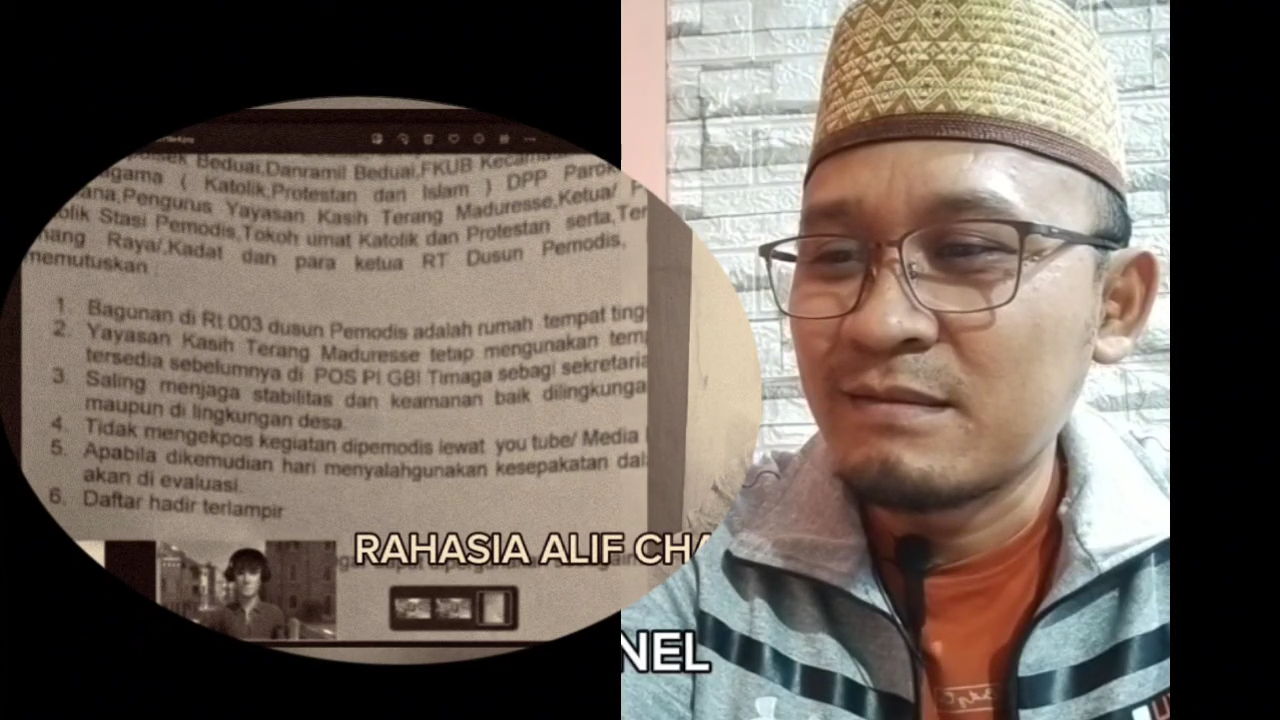 Beduai,Danramil Beduai,FKUB
( Katolik,Protestan dan Islam ) DPP
Pengurus Yayasan Kasih Terang Maduresse,Ketua/
Stasi Pemodis,Tokoh umat Katolik dan Protestan serta,
Raya/,Kadat dan para ketua RT Dusun Pemodis,
memutuskan :
1. Bagunan di Rt 003 dusun Pemodis adalah rumah tempat
2. Yayasan Kasih Terang Maduresse tetap mengunakan
tersedia sebelumnya di POS PI GBI Timaga sebagi
3. Saling menjaga stabilitas dan keamanan baik
maupun di lingkungan desa.
4. Tidak mengekpos kegiatan dipemodis lewat you tube/ Media
5. Apabila dikemudian hari menyalahgunakan kesepakatan
akan di evaluasi.
6. Daftar hadir terlampir
RAHASIA ALIF CHA
NEL